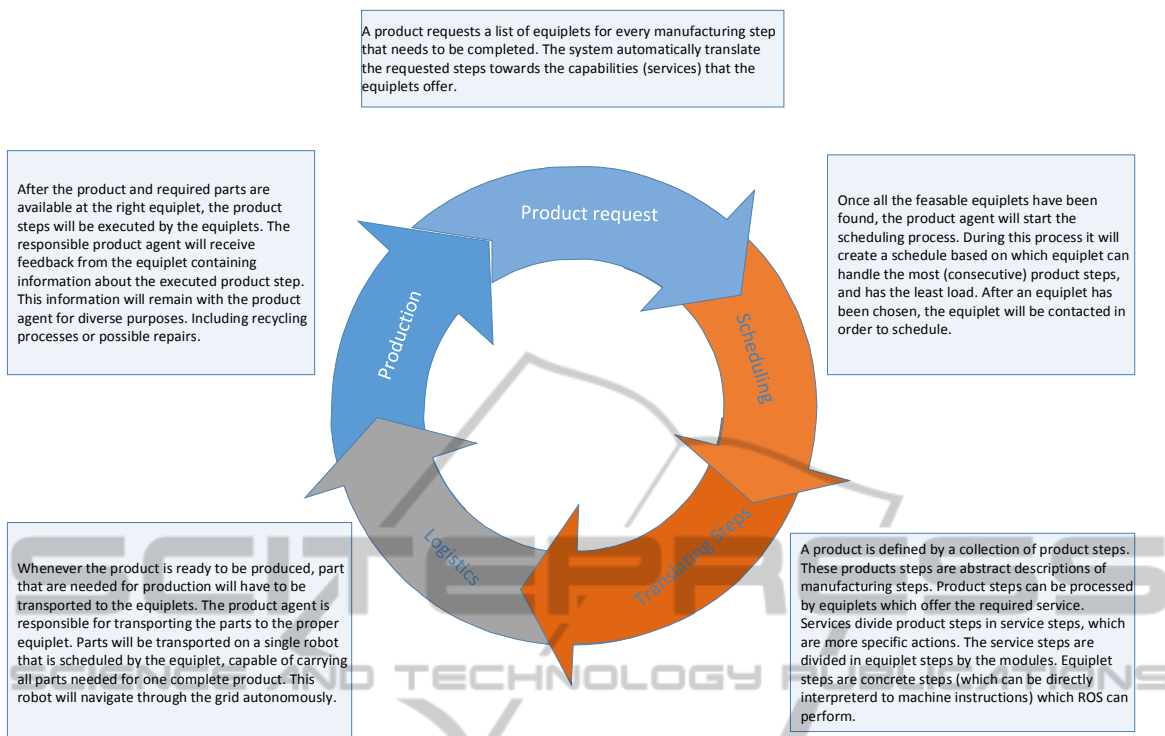 A product requests a list of equiplets for every manufacturing step
that needs to be completed. The system automatically translate
the requested steps towards the capabilities (services) that the
equiplets offer.
Product request
Once all the feasable equiplets have been
found, the product agent will start the
scheduling process. During this process it will
create a schedule based on which equiplet can
handle the most (consecutive) product steps,
and has the least load. After an equiplet has
been chosen, the equiplet will be contacted in
order to schedule.
Scheduling
A product is defined by a collection of product steps.
These products steps are abstract descriptions of
manufacturing steps. Product steps can be processed
by equiplets which offer the required service.
Services divide product steps in service steps, which
are more specific actions. The service steps are
divided in equiplet steps by the modules. Equiplet
steps are concrete steps (which can be directly
interpreterd to machine instructions) which ROS can
perform.
Translating Steps
Whenever the product is ready to be produced, part
that are needed for production will have to be
transported to the equiplets. The product agent is
responsible for transporting the parts to the proper
equiplet. Parts will be transported on a single robot
that is scheduled by the equiplet, capable of carrying
all parts needed for one complete product. This
robot will navigate through the grid autonomously.
Logistics
After the product and required parts are
available at the right equiplet, the product
steps will be executed by the equiplets. The
responsible product agent will receive
feedback from the equiplet containing
information about the executed product step.
This information will remain with the product
agent for diverse purposes. Including recycling
processes or possible repairs.
Production
SCITEPRESS
SCIENCE AND TECHNOLOGY PUBLICATIONS